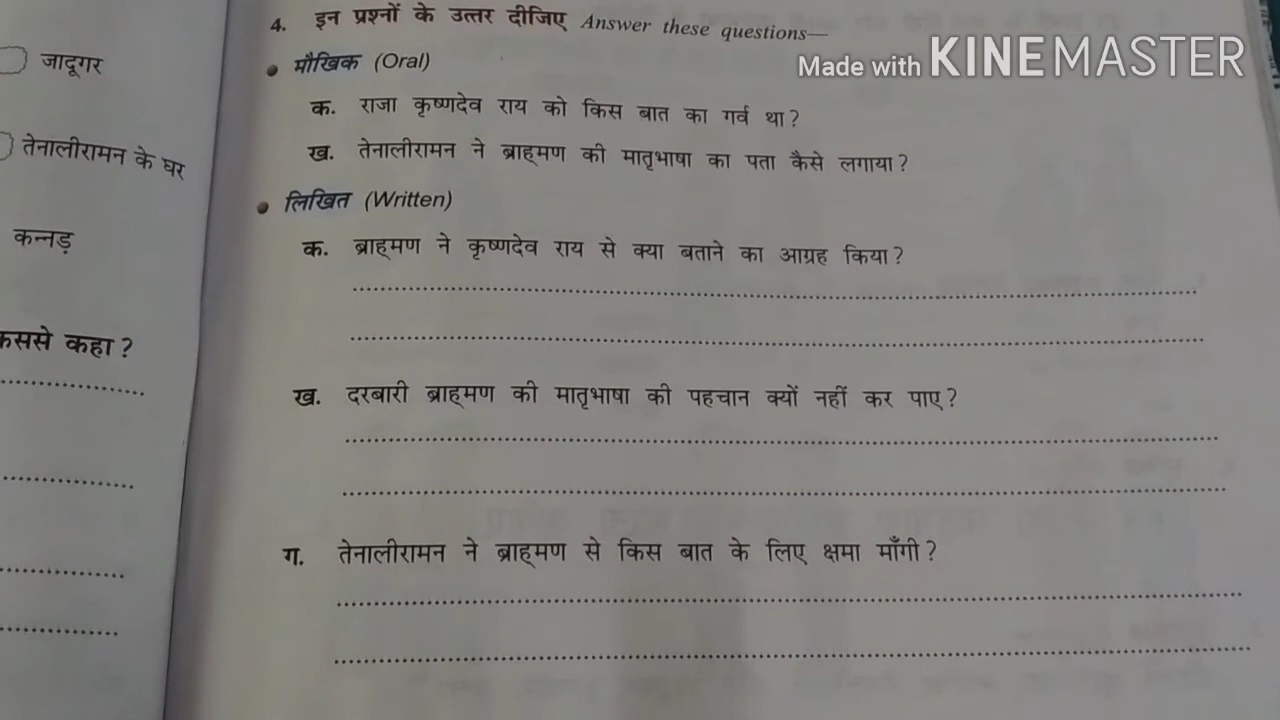 जादूगर
तेनालीरामन के घर
कन्नड़
कससे कहा?
4. इन प्रश्नों के उत्तर दीजिए Answer these questions—
Made with KINEMASTER
• मौखिक (Oral)
क. राजा कृष्णदेव राय को किस बात का गर्व था?
ख. तेनालीरामन ने ब्राह्मण की मातृभाषा का पता कैसे लगाया?
• लिखित (Written)
क. ब्राह्मण ने कृष्णदेव राय से क्या बताने का आग्रह किया?
ख. दरबारी ब्राह्मण की मातृभाषा की पहचान क्यों नहीं कर पाए?
ग. तेनालीरामन ने ब्राह्मण से किस बात के लिए क्षमा माँगी?